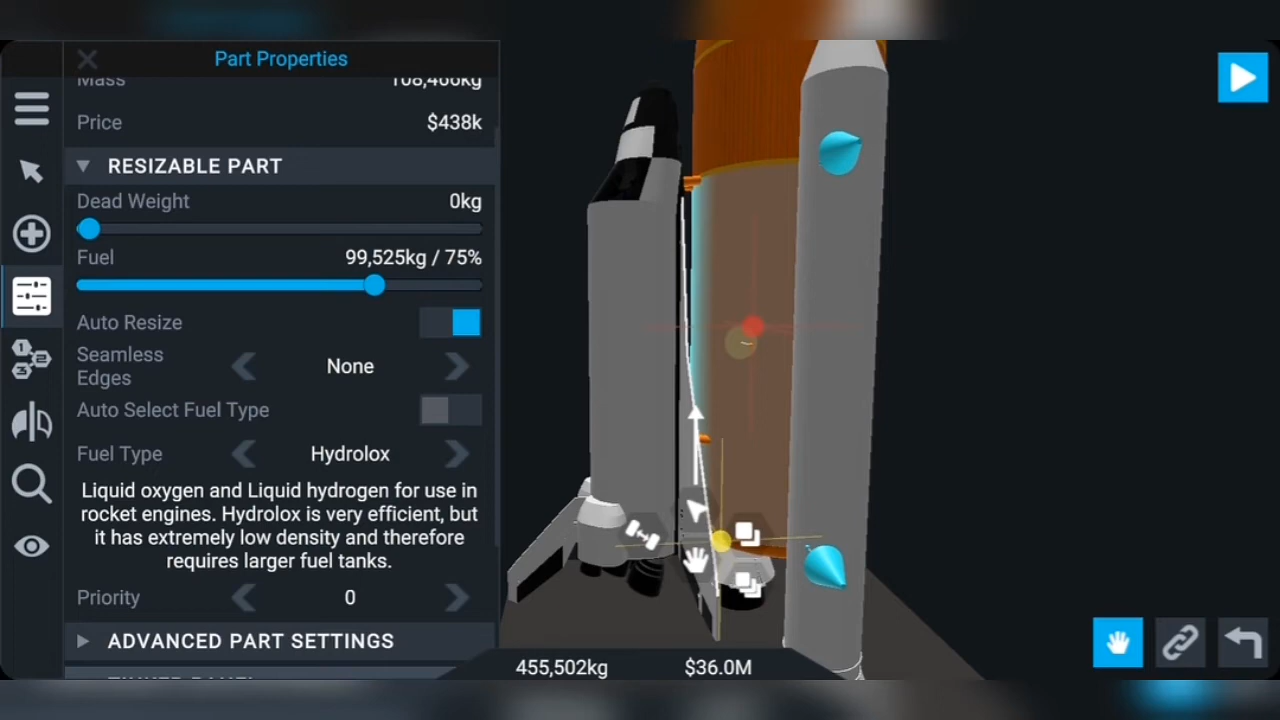 Part Properties
Mass 108,466kg
Price $438k
RESIZABLE PART
Dead Weight 0kg
Fuel 99,525kg / 75%
Auto Resize
Seamless Edges None
Auto Select Fuel Type
Fuel Type Hydrolox
Liquid oxygen and Liquid hydrogen for use in
rocket engines. Hydrolox is very efficient, but
it has extremely low density and therefore
requires larger fuel tanks.
Priority 0
ADVANCED PART SETTINGS
455,502kg $36.0M